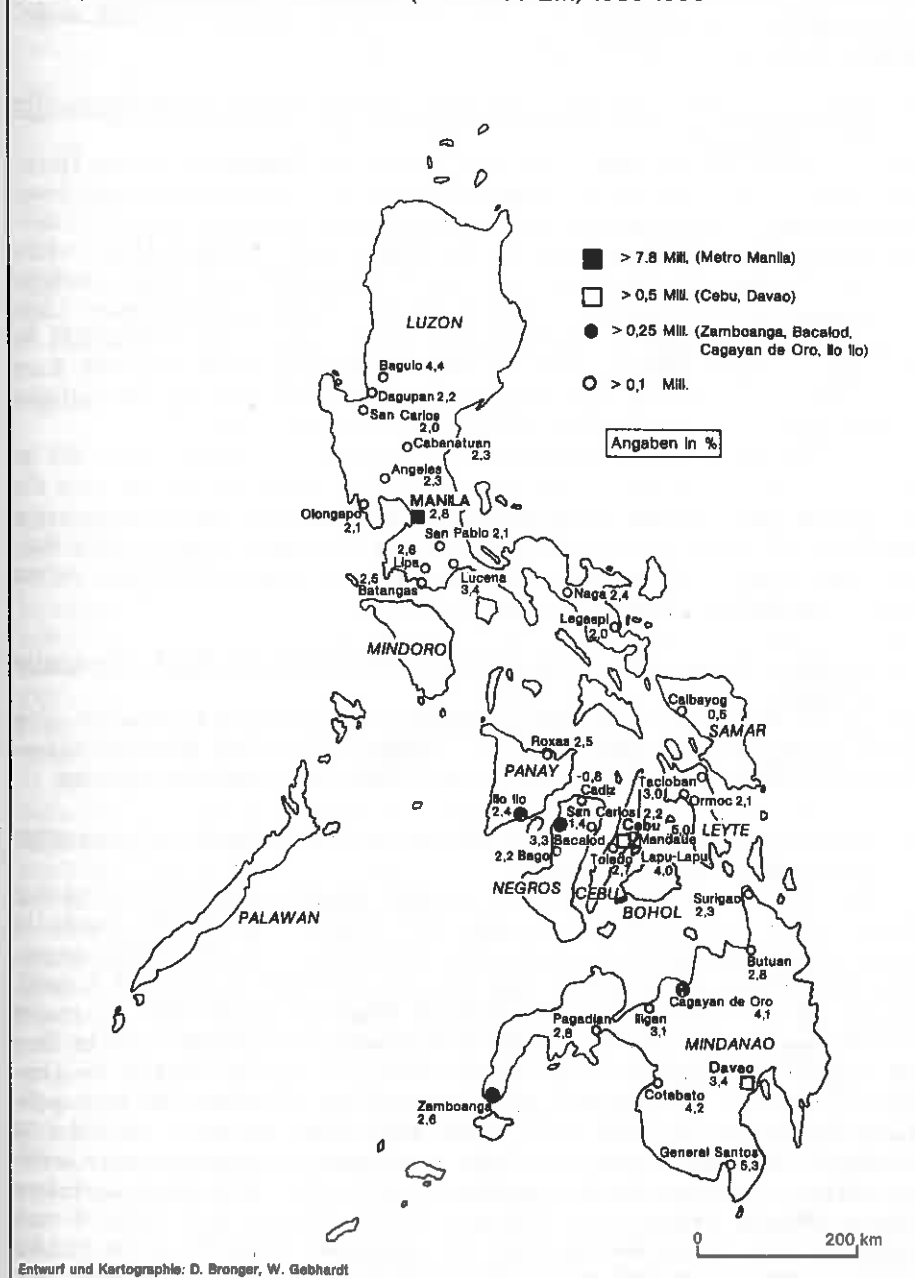 > 7.8 Mill. (Metro Manila)
> 0,5 Mill. (Cebu, Davao)
> 0,25 Mill. (Zamboanga, Bacalod,
Cagayan de Oro, Ilo Ilo)
> 0,1 Mill.
Angaben in %
LUZON
Baguio 4,4
Dagupan 2,2
San Carlos
2,0
Cabanatuan
2,3
Angeles
2,3
MANILA
2,8
Olongapo
2,1
San Pablo 2,1
2,6
Lipa
2,5
Batangas
Lucena
3,4
Naga 2,4
Legaspi
2,0
MINDORO
Calbayog
0,5
SAMAR
Roxas 2,5
PANAY
-0,8
Cadiz
Tacloban
3,0
Ormoc 2,1
Ilo Ilo
2,4
San Carlos
1,4
2,2
Cebu
5,0
LEYTE
3,3 Bacalod
Mandaue
2,2 Bago
Toledo
2,7
Lapu-Lapu
4,0
NEGROS
CEBU
BOHOL
Surigao
2,3
PALAWAN
Butuan
2,8
Cagayan de Oro
4,1
Iligan
3,1
Pagadian
2,8
MINDANAO
Davao
3,4
Cotabato
4,2
Zamboanga
2,6
General Santos
5,3
0 200 km
Entwurf und Kartographie: D. Bronger, W. Gebhardt